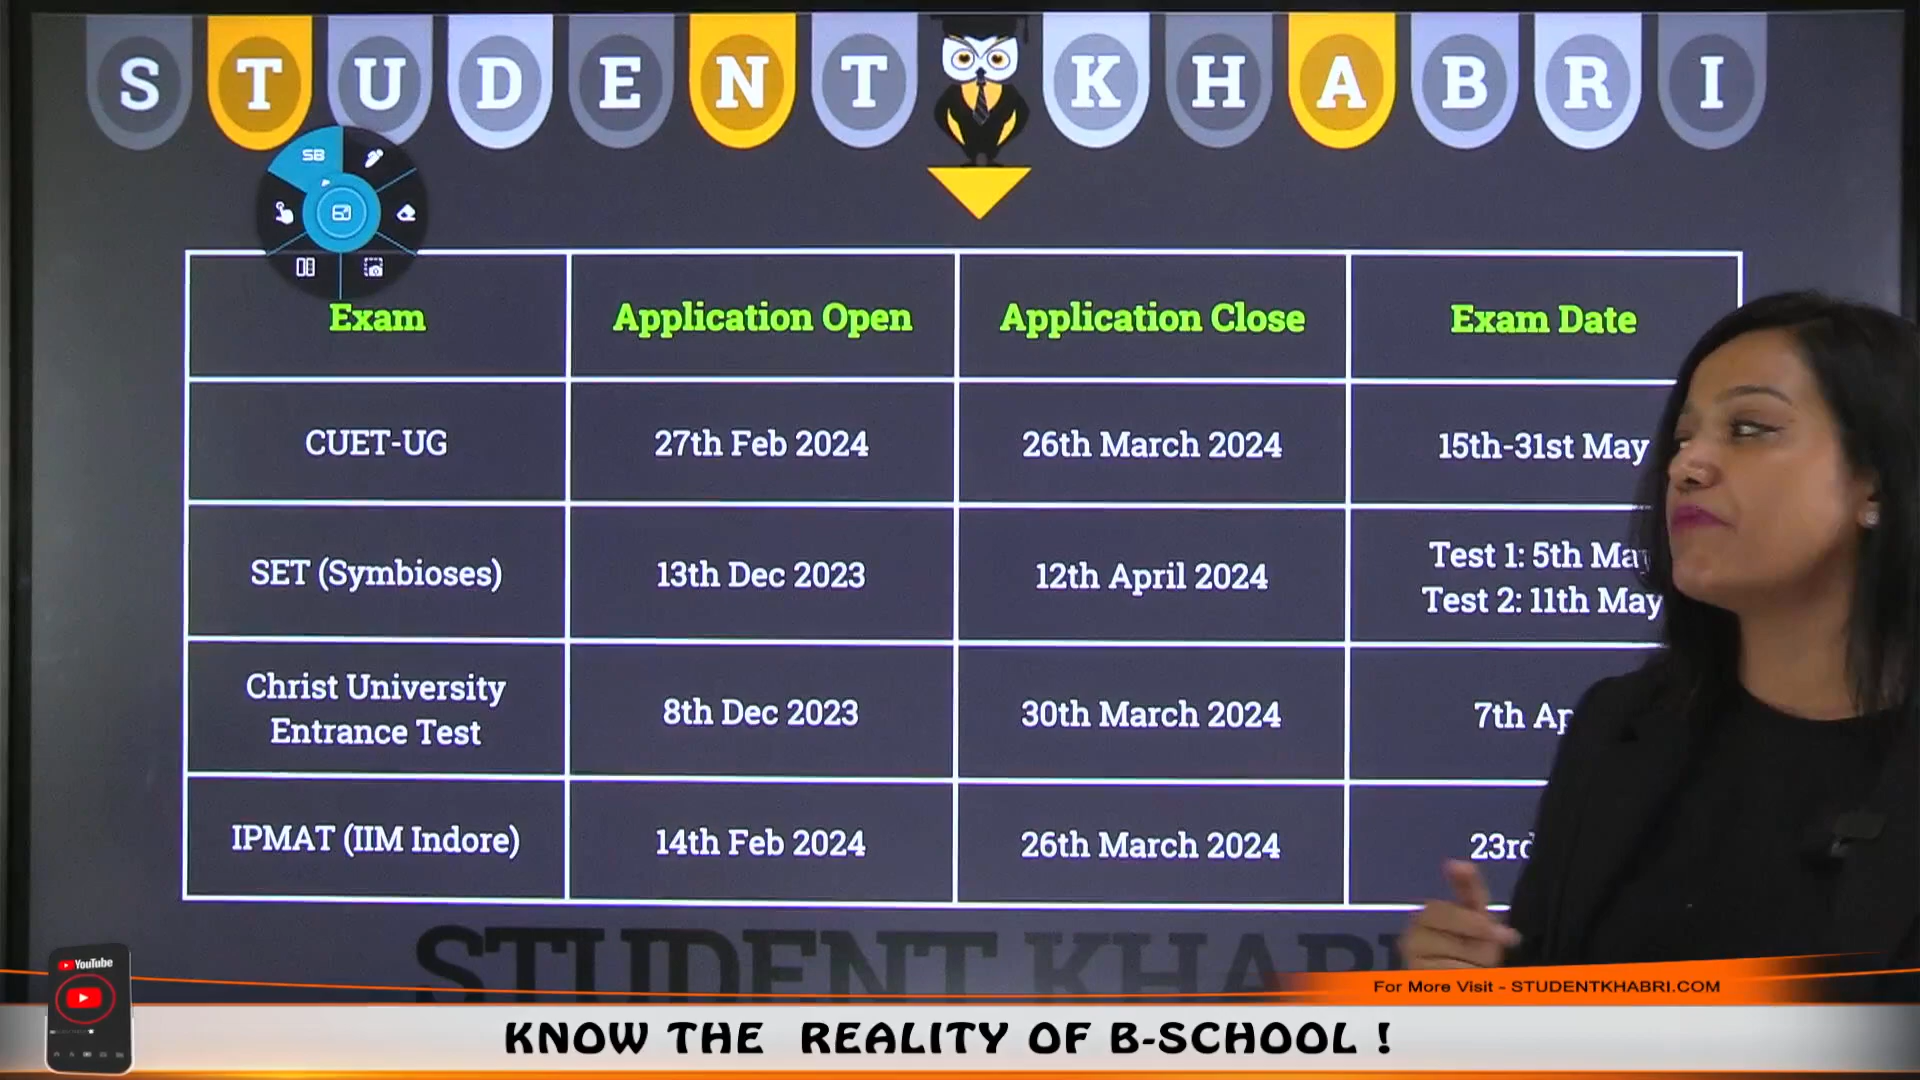 STUDENT KHABRI
SB
Exam
Application Open
Application Close
Exam Date
CUET-UG
27th Feb 2024
26th March 2024
15th-31st May
SET (Symbioses)
13th Dec 2023
12th April 2024
Test 1: 5th
Test 2: 11th May
Christ University
Entrance Test
8th Dec 2023
30th March 2024
7th
IPMAT (IIM Indore)
14th Feb 2024
26th March 2024
STUDENT
YouTube
For More Visit - STUDENTKHABRI.COM
KNOW THE REALITY OF B-SCHOOL !